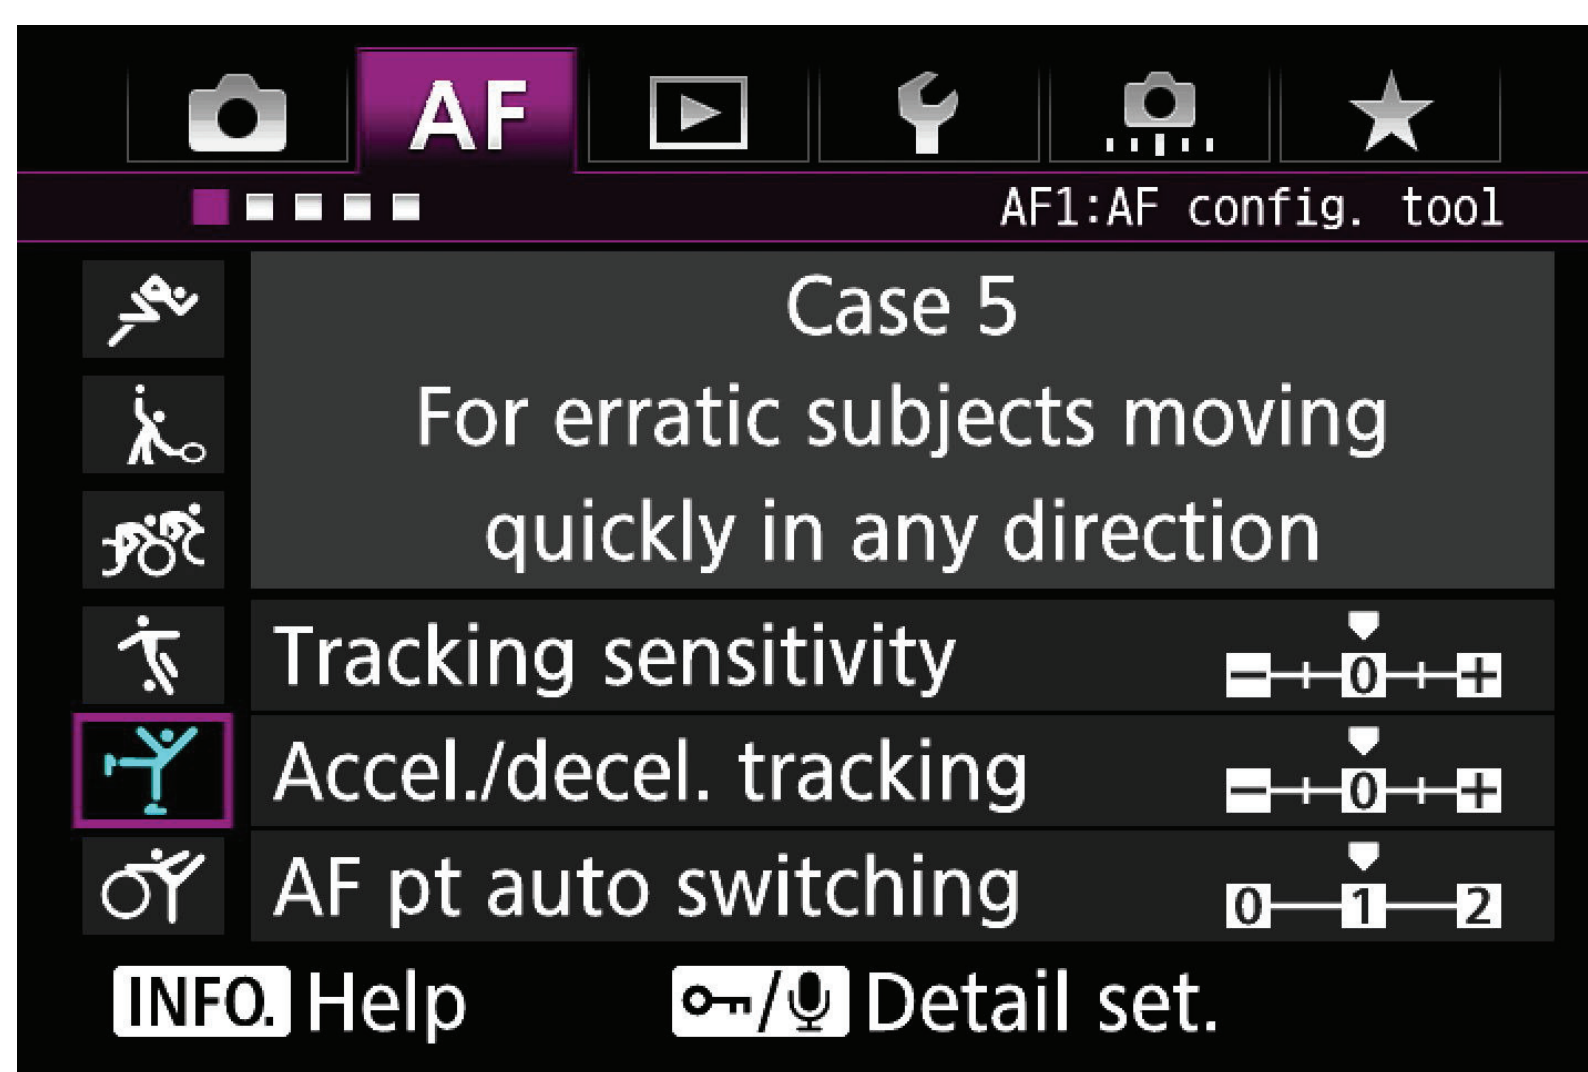 AF
AF1:AF config. tool
Case 5
For erratic subjects moving
quickly in any direction
Tracking sensitivity
− 0 +
Accel./decel. tracking
− 0 +
AF pt auto switching
0 1 2
INFO. Help / Detail set.